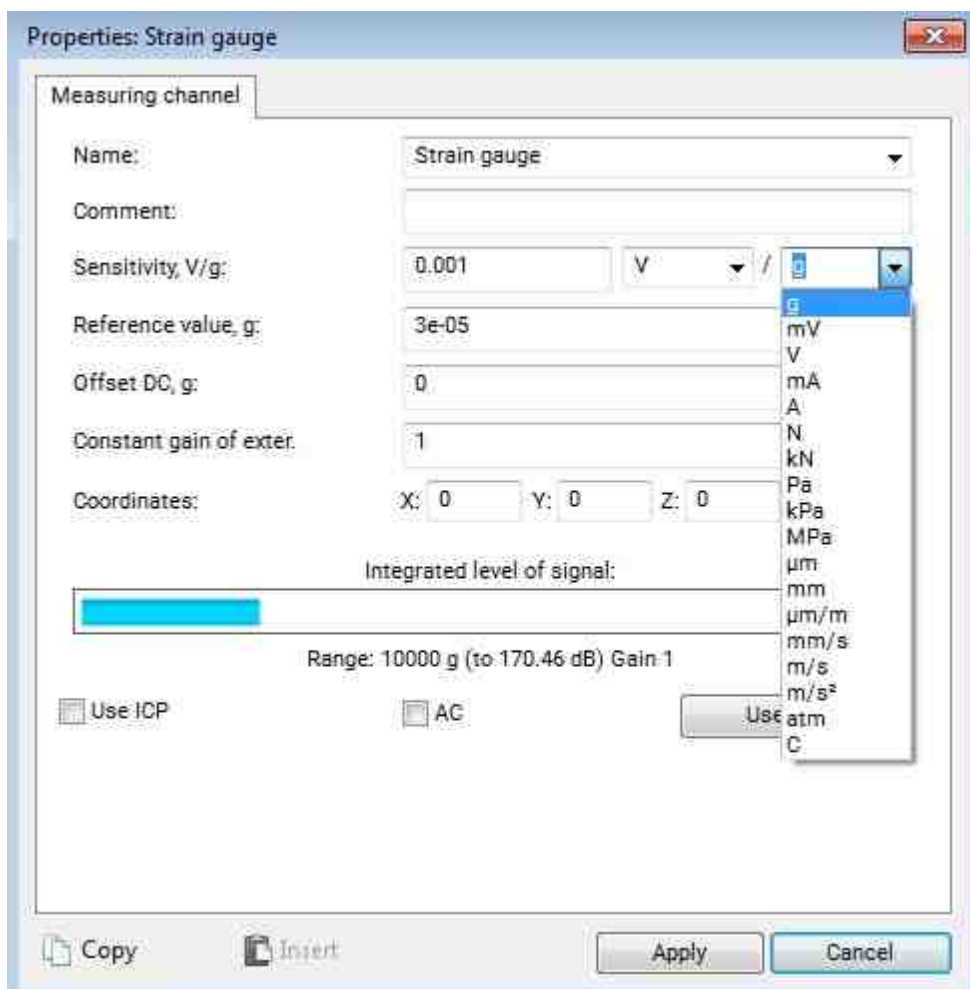 Properties: Strain gauge
Measuring channel
Name: Strain gauge
Comment:
Sensitivity, V/g: 0.001 V / g
g
mV
V
mA
A
N
kN
Pa
kPa
MPa
µm
mm
µm/m
mm/s
m/s
m/s²
atm
C
Reference value, g: 3e-05
Offset DC, g: 0
Constant gain of exter. 1
Coordinates: X: 0 Y: 0 Z: 0
Integrated level of signal:
Range: 10000 g (to 170.46 dB) Gain 1
Use ICP AC Use
Copy Insert Apply Cancel